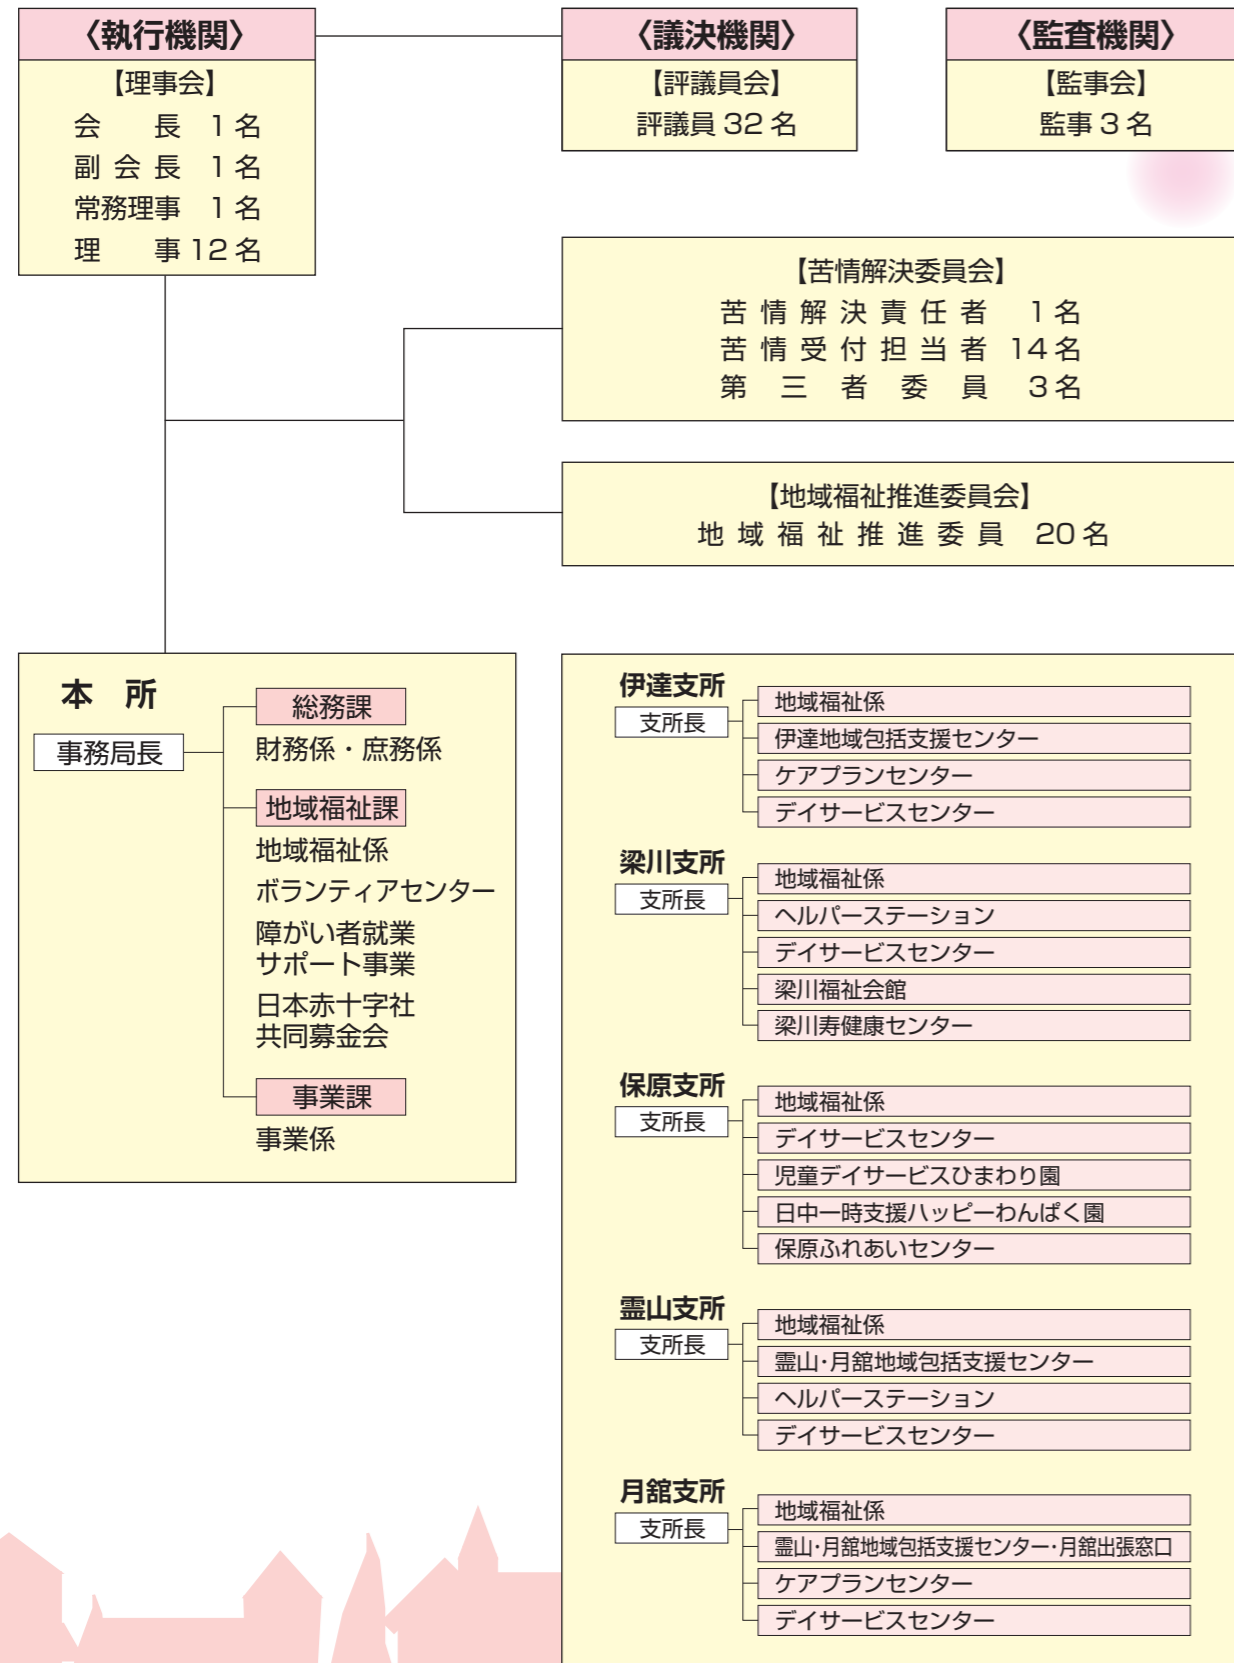 〈執行機関〉
【理事会】
会長 1名
副会長 1名
常務理事 1名
理事12名
〈議決機関〉
【評議員会】
評議員32名
〈監査機関〉
【監事会】
監事3名
【苦情解決委員会】
苦情解決責任者 1名
苦情受付担当者 14名
第三者委員 3名
【地域福祉推進委員会】
地域福祉推進委員 20名
本所
事務局長
総務課
財務係・庶務係
地域福祉課
地域福祉係
ボランティアセンター
障がい者就業
サポート事業
日本赤十字社
共同募金会
事業課
事業係
伊達支所
支所長
地域福祉係
伊達地域包括支援センター
ケアプランセンター
デイサービスセンター
梁川支所
支所長
地域福祉係
ヘルパーステーション
デイサービスセンター
梁川福祉会館
梁川寿健康センター
保原支所
支所長
地域福祉係
デイサービスセンター
児童デイサービスひまわり園
日中一時支援ハッピーわんぱく園
保原ふれあいセンター
霊山支所
支所長
地域福祉係
霊山・月舘地域包括支援センター
ヘルパーステーション
デイサービスセンター
月舘支所
支所長
地域福祉係
霊山・月舘地域包括支援センター・月舘出張窓口
ケアプランセンター
デイサービスセンター